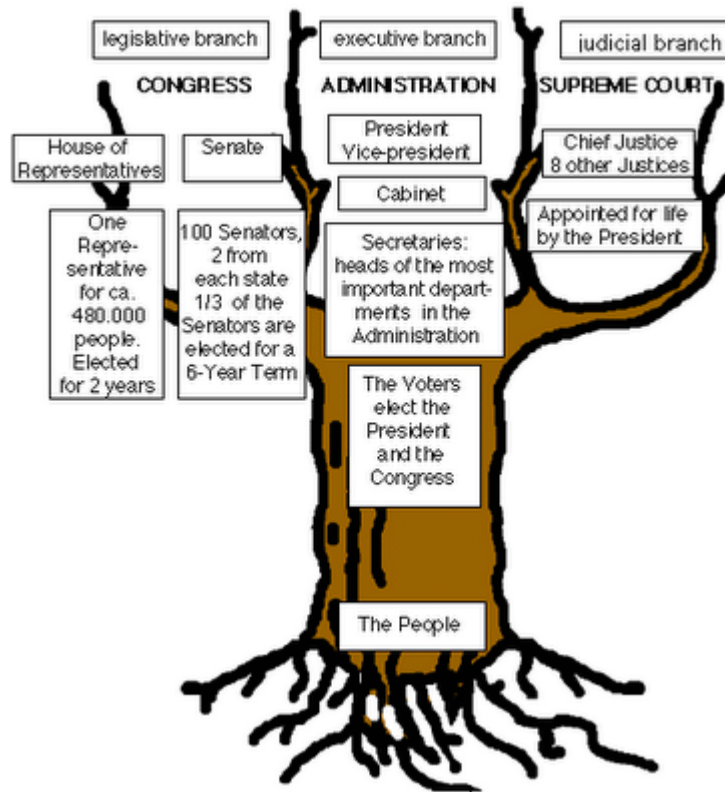 legislative branch
executive branch
judicial branch
CONGRESS
ADMINISTRATION
SUPREME COURT
House of
Representatives
Senate
President
Vice-president
Chief Justice
8 other Justices
Cabinet
One
Repre-
sentative
for ca.
480.000
people.
Elected
for 2 years
100 Senators,
2 from
each state
1/3 of the
Senators are
elected for a
6-Year Term
Secretaries:
heads of the most
important depart-
ments in the
Administration
Appointed for life
by the President
The Voters
elect the
President
and the
Congress
The People